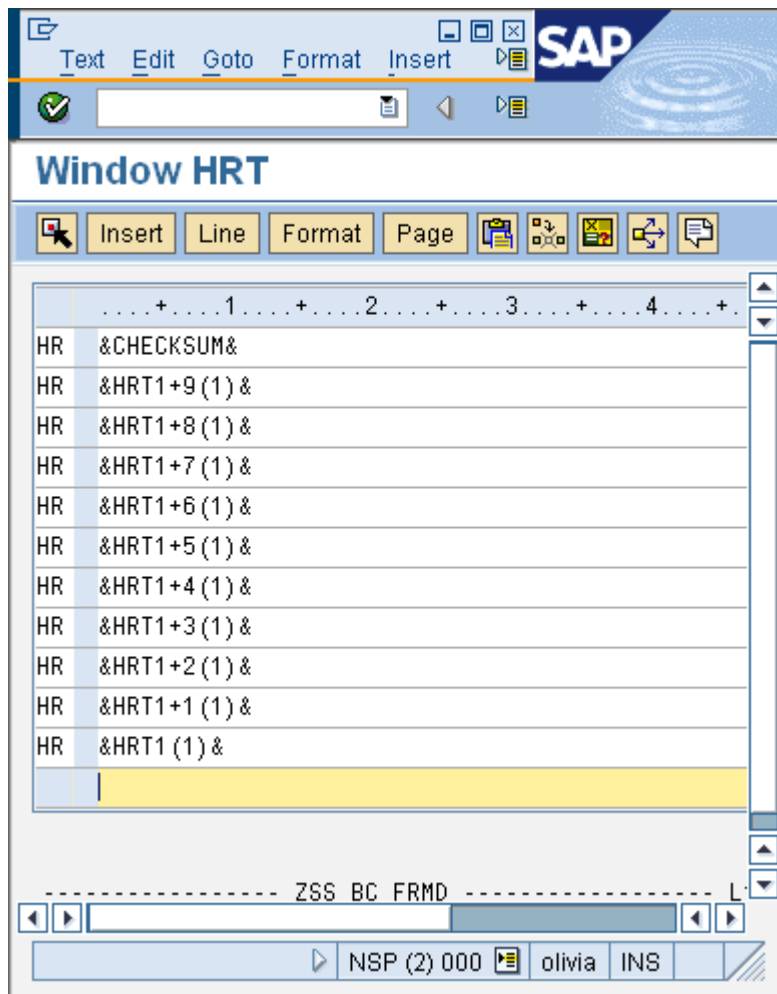 Text Edit Goto Format Insert
SAP
Window HRT
Insert Line Format Page
....+....1....+....2....+....3....+....4....+.
HR &CHECKSUM&
HR &HRT1+9(1)&
HR &HRT1+8(1)&
HR &HRT1+7(1)&
HR &HRT1+6(1)&
HR &HRT1+5(1)&
HR &HRT1+4(1)&
HR &HRT1+3(1)&
HR &HRT1+2(1)&
HR &HRT1+1(1)&
HR &HRT1(1)&
----------------- ZSS BC FRMD ------------------
NSP (2) 000 olivia INS